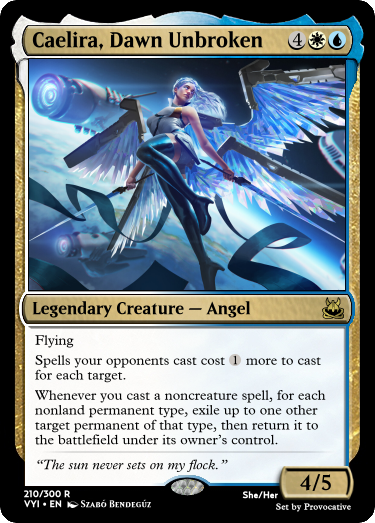 Caelira, Dawn Unbroken 4
Legendary Creature — Angel
Flying
Spells your opponents cast cost 1 more to cast
for each target.
Whenever you cast a noncreature spell, for each
nonland permanent type, exile up to one other
target permanent of that type, then return it to
the battlefield under its owner's control.
"The sun never sets on my flock."
4/5
210/300 R
VYI • EN Szabó Bendegúz
She/Her
Set by Provocative